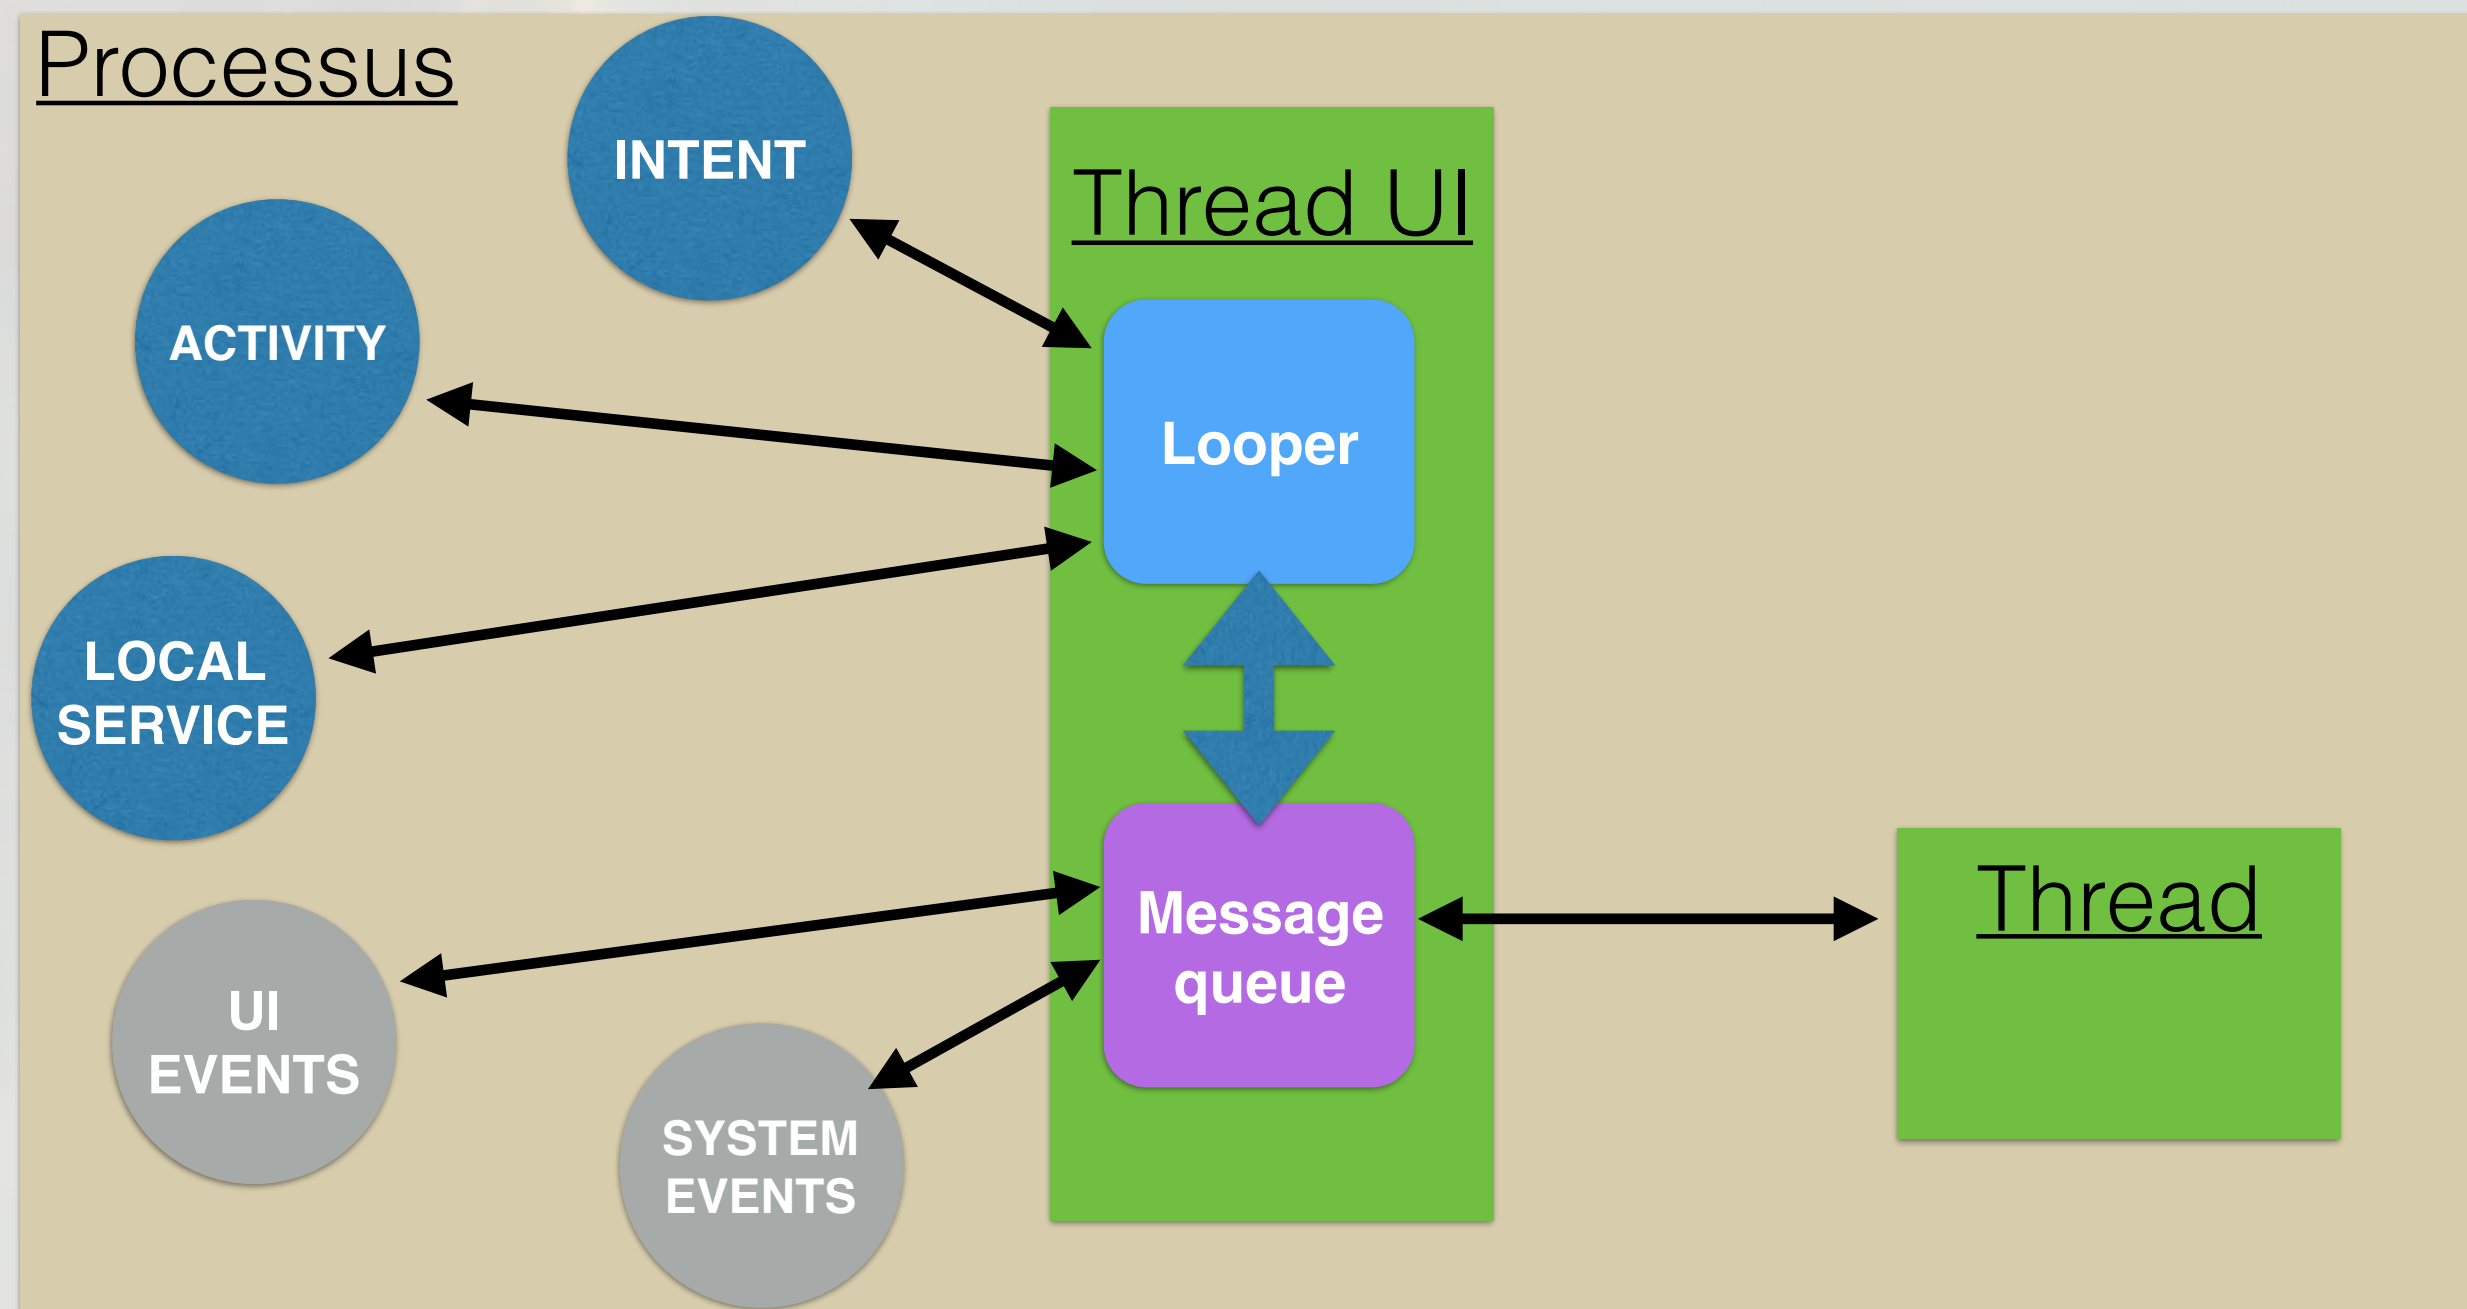 Processus
INTENT
Thread UI
ACTIVITY
Looper
LOCAL
SERVICE
Message
queue
Thread
UI
EVENTS
SYSTEM
EVENTS